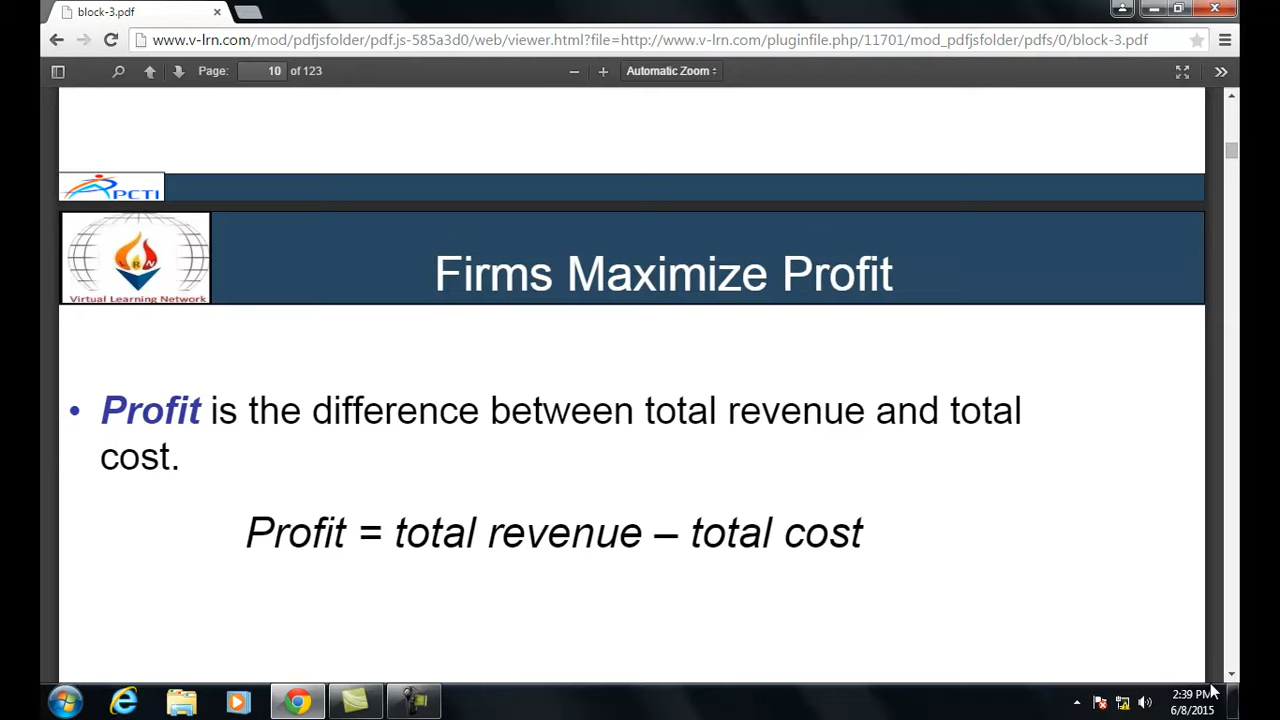 block-3.pdf
www.v-lrn.com/mod/pdfjsfolder/pdf.js-585a3d0/web/viewer.html?file=http://www.v-lrn.com/pluginfile.php/11701/mod_pdfjsfolder/pdfs/0/block-3.pdf
Page: 10 of 123
Automatic Zoom
PCTI
LRN
Virtual Learning Network
Firms Maximize Profit
• Profit is the difference between total revenue and total
cost.
Profit = total revenue – total cost
2:39 PM
6/8/2015